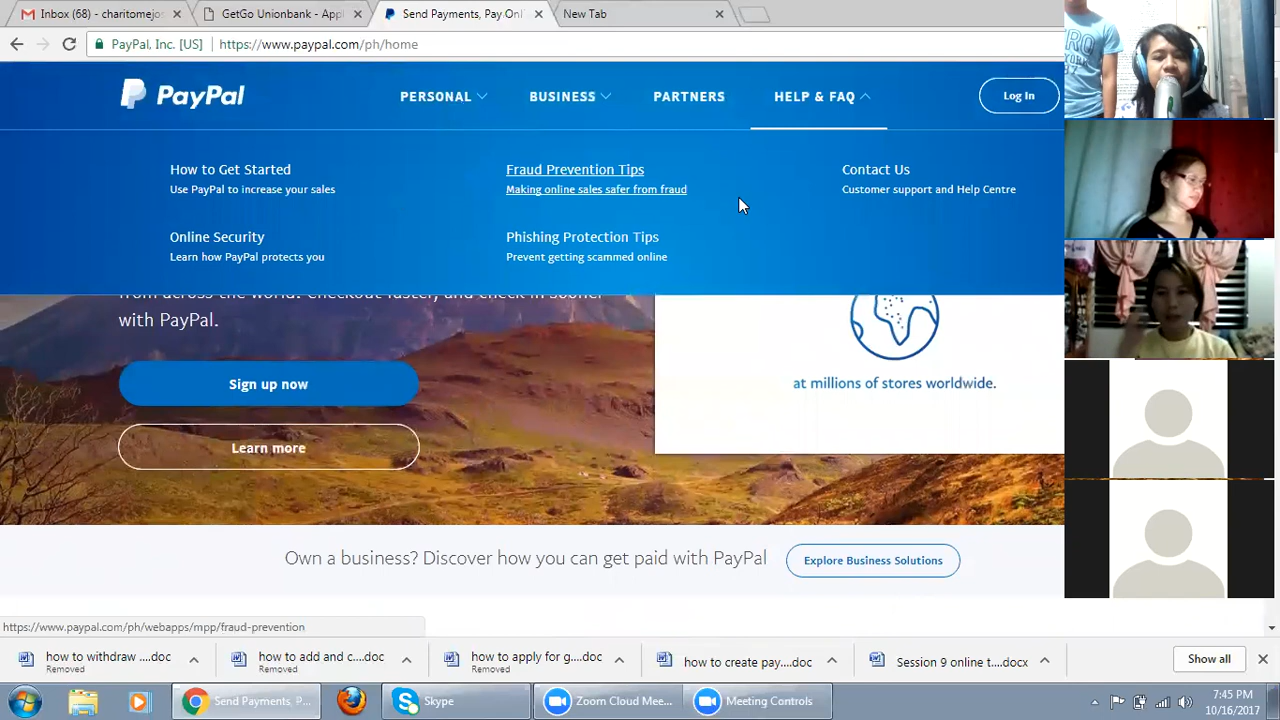 Inbox (68) - charitomejos
GetGo Unionbank - Appl
Send Payments, Pay Onl
New Tab
PayPal, Inc. [US]
https://www.paypal.com/ph/home
PayPal
PERSONAL
BUSINESS
PARTNERS
HELP & FAQ
Log In
How to Get Started
Use PayPal to increase your sales
Fraud Prevention Tips
Making online sales safer from fraud
Contact Us
Customer support and Help Centre
Online Security
Learn how PayPal protects you
Phishing Protection Tips
Prevent getting scammed online
from across the world. Checkout faster, and check in sooner
with PayPal.
Sign up now
Learn more
at millions of stores worldwide.
Own a business? Discover how you can get paid with PayPal
Explore Business Solutions
https://www.paypal.com/ph/webapps/mpp/fraud-prevention
how to withdraw ....doc
Removed
how to add and c....doc
Removed
how to apply for g....doc
Removed
how to create pay....doc
Session 9 online t....docx
Show all
Send Payments, P...
Skype
Zoom Cloud Mee...
Meeting Controls
7:45 PM
10/16/2017